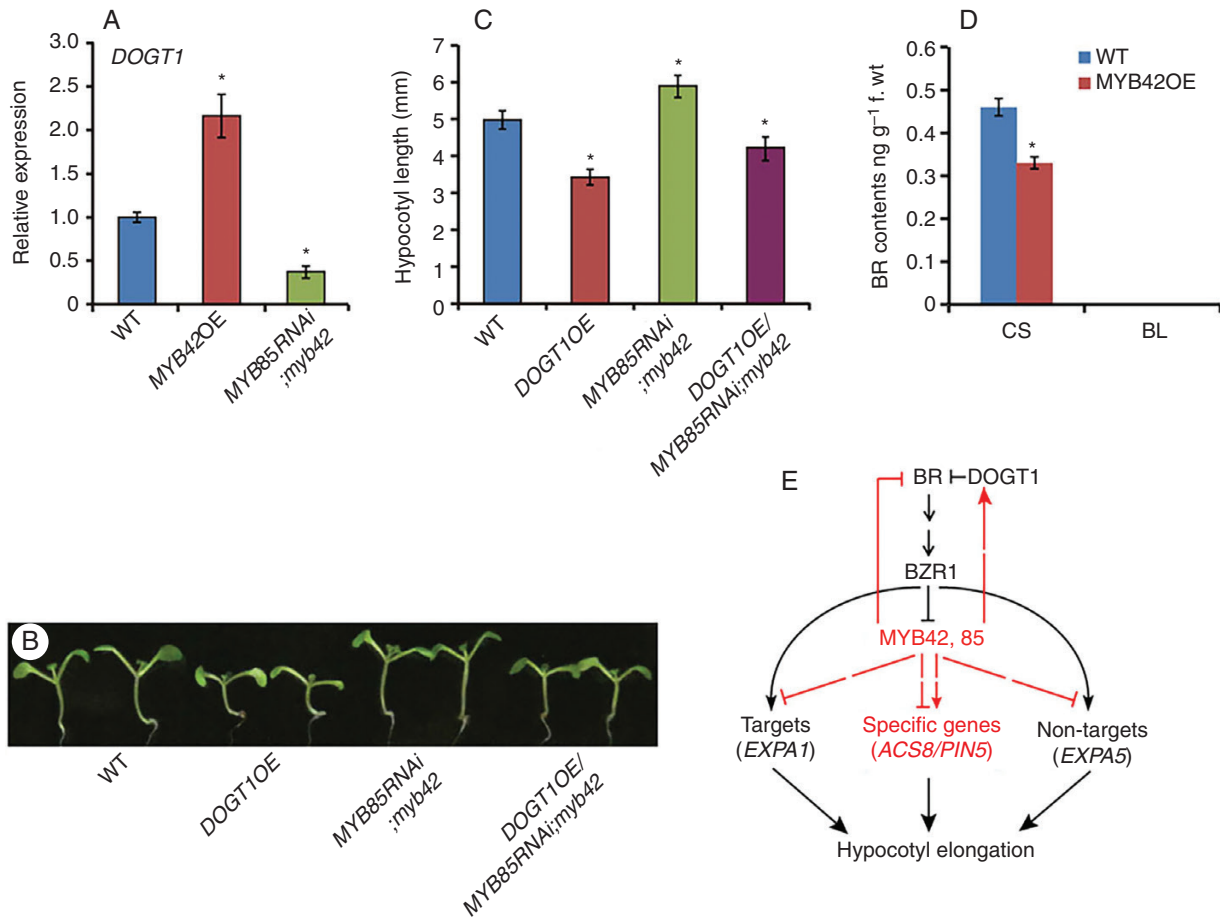 A
DOGT1
Relative expression
3.0
2.5
2.0
1.5
1.0
0.5
0
*
*
WT
MYB42OE
MYB85RNAi
;myb42
C
Hypocotyl length (mm)
7
6
5
4
3
2
1
0
*
*
*
WT
DOGT1OE
MYB85RNAi
;myb42
DOGT1OE/
MYB85RNAi;myb42
D
BR contents ng g⁻¹ f. wt
0.6
0.5
0.4
0.3
0.2
0.1
0
WT
MYB42OE
*
CS
BL
B
WT
DOGT1OE
MYB85RNAi
;myb42
DOGT1OE/
MYB85RNAi;myb42
E
BR DOGT1
BZR1
MYB42, 85
Targets
(EXPA1)
Specific genes
(ACS8/PIN5)
Non-targets
(EXPA5)
Hypocotyl elongation